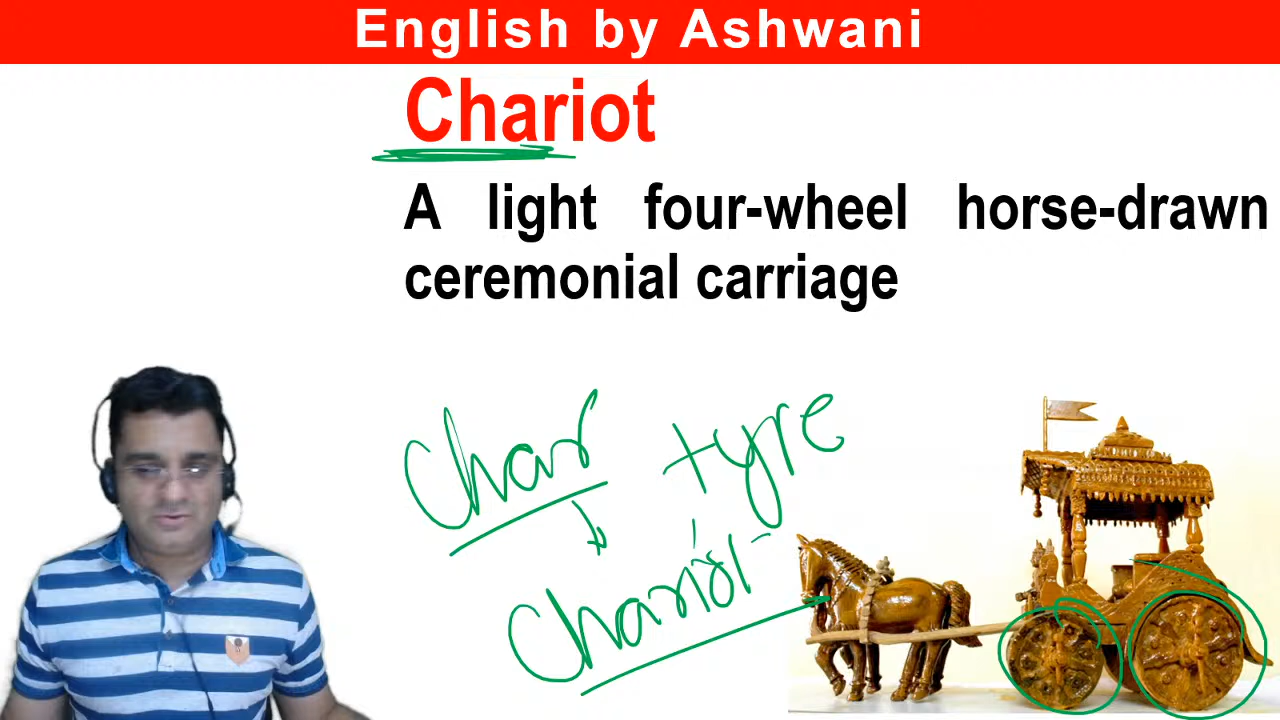 English by Ashwani
Chariot
A light four-wheel horse-drawn
ceremonial carriage
Char tyre
Chariot